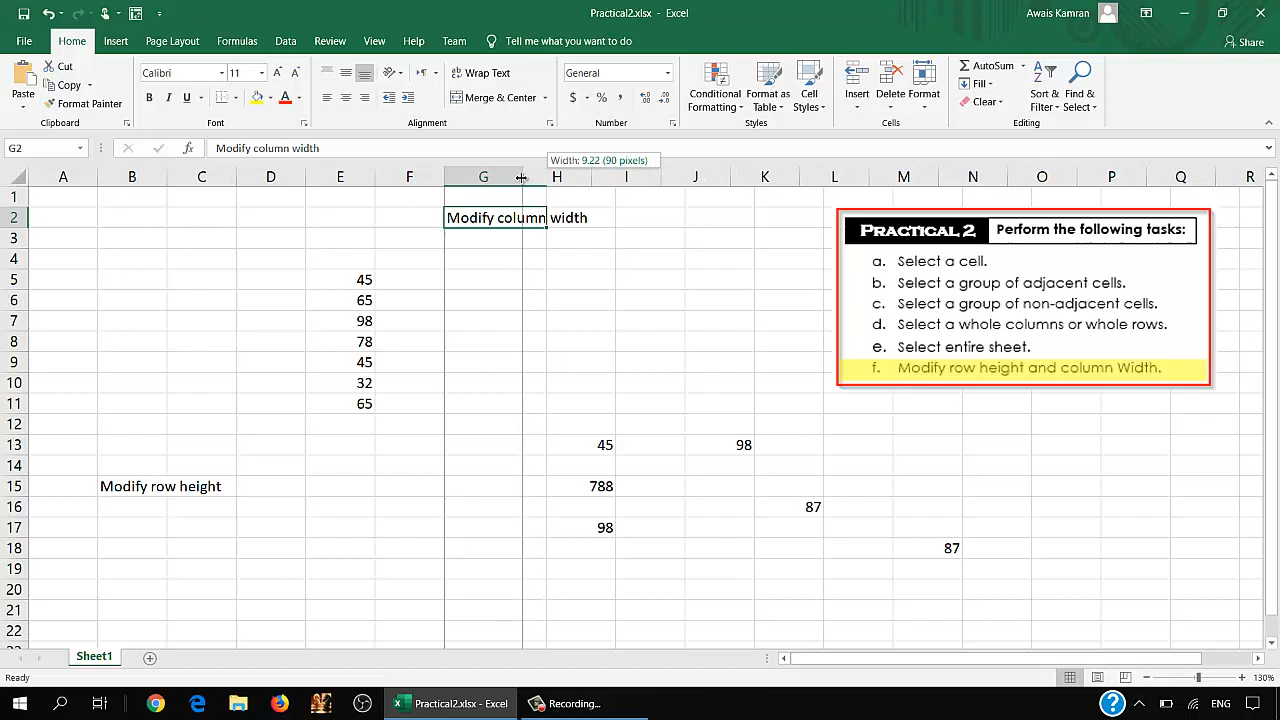 Practical2.xlsx - Excel
Awais Kamran
File Home Insert Page Layout Formulas Data Review View Help Team Tell me what you want to do Share
Paste
Cut
Copy
Format Painter
Clipboard
Calibri 11
B I U
Font
Wrap Text
Merge & Center
Alignment
General
$ % ,
Number
Conditional Formatting
Format as Table
Cell Styles
Styles
Insert Delete Format
Cells
AutoSum
Fill
Clear
Sort & Filter
Find & Select
Editing
G2 fx Modify column width
Width: 9.22 (90 pixels)
A B C D E F G H I J K L M N O P Q R
1
2 Modify column width
3
4
5 45
6 65
7 98
8 78
9 45
10 32
11 65
12
13 45 98
14
15 Modify row height 788
16 87
17 98
18 87
19
20
21
22
PRACTICAL 2 Perform the following tasks:
a. Select a cell.
b. Select a group of adjacent cells.
c. Select a group of non-adjacent cells.
d. Select a whole columns or whole rows.
e. Select entire sheet.
f. Modify row height and column Width.
Sheet1
Ready
130%
Practical2.xlsx - Excel
Recording...
ENG